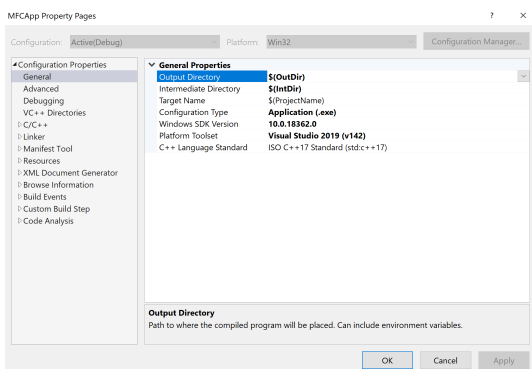 MFCApp Property Pages ? ×
Configuration: Active(Debug) Platform: Win32 Configuration Manager...
Configuration Properties
General
Advanced
Debugging
VC++ Directories
C/C++
Linker
Manifest Tool
Resources
XML Document Generator
Browse Information
Build Events
Custom Build Step
Code Analysis
General Properties
Output Directory $(OutDir)
Intermediate Directory $(IntDir)
Target Name $(ProjectName)
Configuration Type Application (.exe)
Windows SDK Version 10.0.18362.0
Platform Toolset Visual Studio 2019 (v142)
C++ Language Standard ISO C++17 Standard (std:c++17)
Output Directory
Path to where the compiled program will be placed. Can include environment variables.
OK Cancel Apply